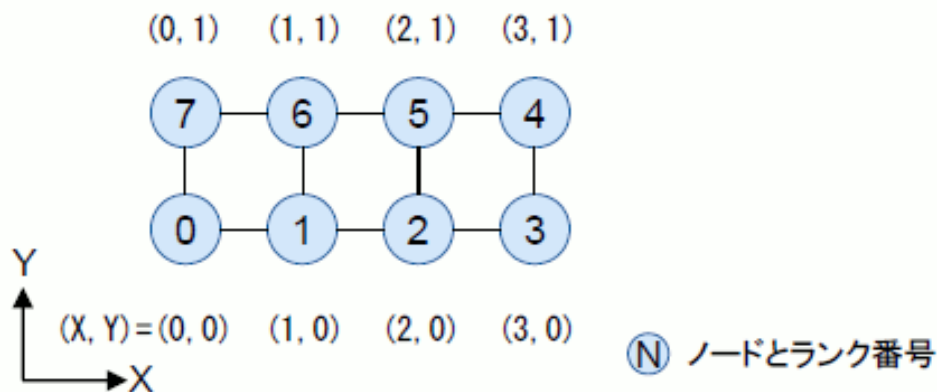 (0, 1) (1, 1) (2, 1) (3, 1)
7 6 5 4
0 1 2 3
Y
(X, Y)=(0, 0) (1, 0) (2, 0) (3, 0)
X
N ノードとランク番号